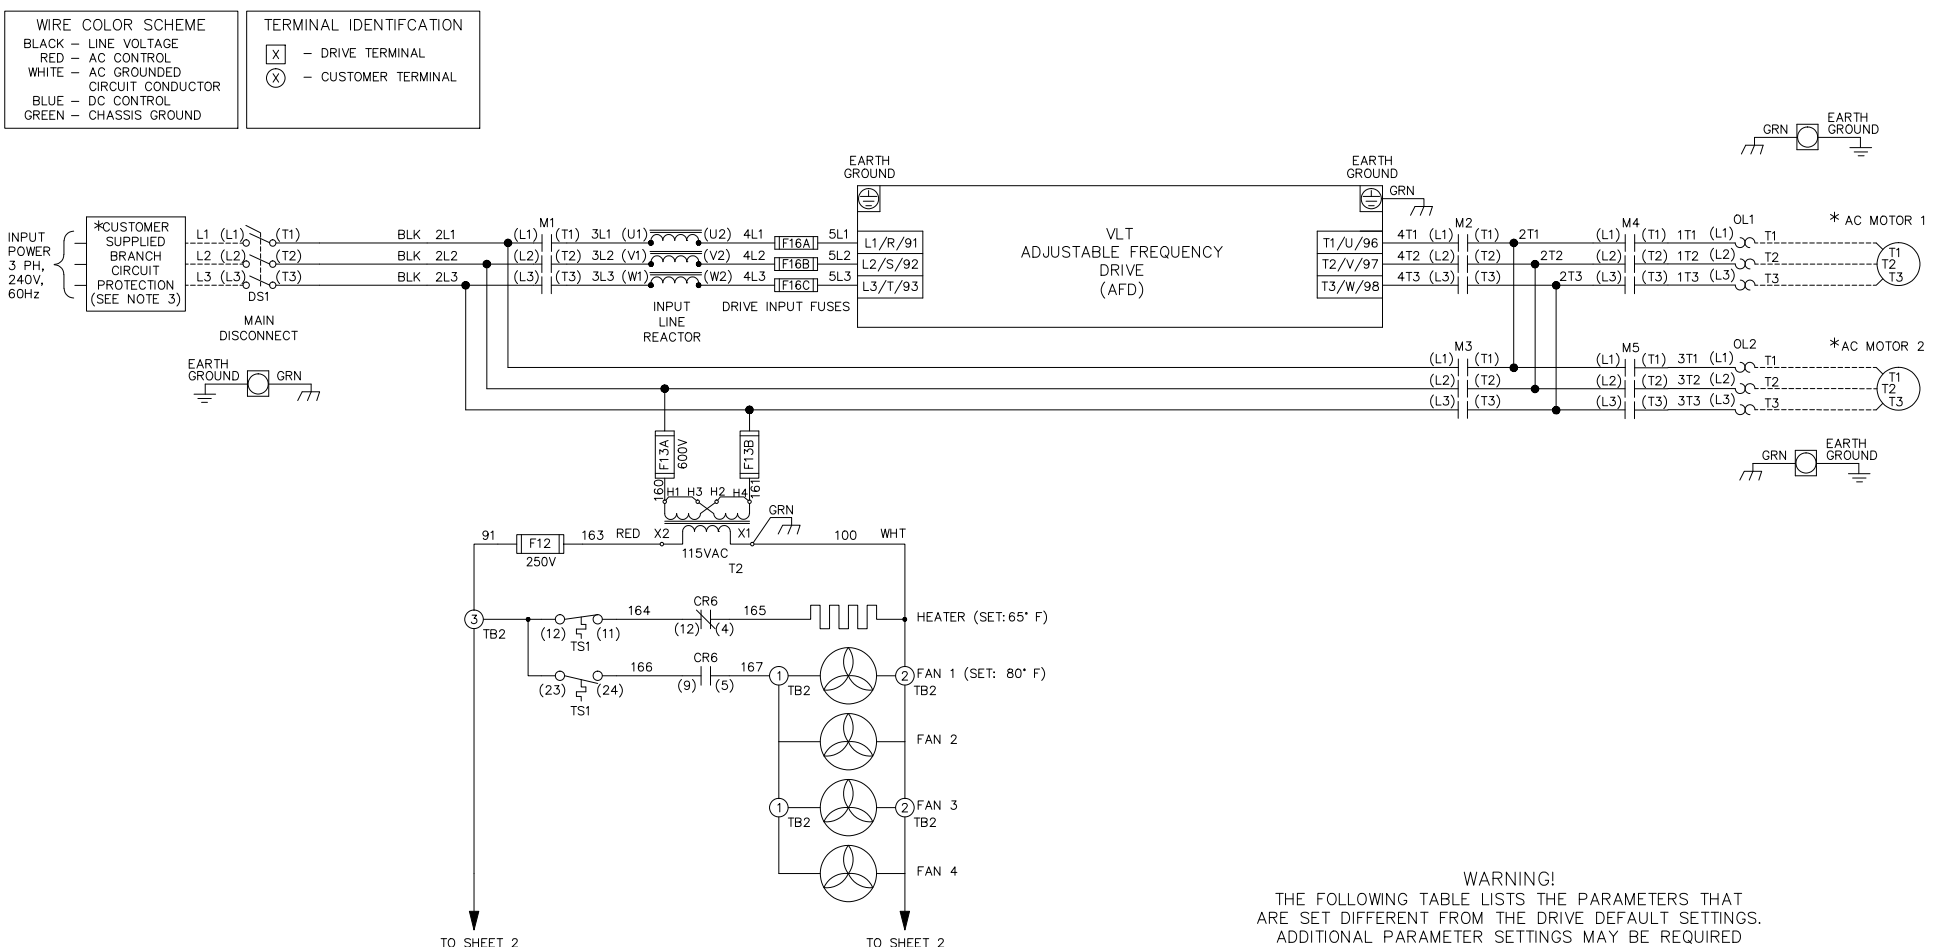 WIRE COLOR SCHEME
BLACK – LINE VOLTAGE
RED – AC CONTROL
WHITE – AC GROUNDED
CIRCUIT CONDUCTOR
BLUE – DC CONTROL
GREEN – CHASSIS GROUND
TERMINAL IDENTIFCATION
X – DRIVE TERMINAL
X – CUSTOMER TERMINAL
GRN
EARTH
GROUND
INPUT
POWER
3 PH,
240V,
60Hz
*CUSTOMER
SUPPLIED
BRANCH
CIRCUIT
PROTECTION
(SEE NOTE 3)
L1 (L1) (T1) BLK 2L1 (L1) M1 (T1) 3L1 (U1) (U2) 4L1 F16A 5L1 L1/R/91
L2 (L2) (T2) BLK 2L2 (L2) (T2) 3L2 (V1) (V2) 4L2 F16B 5L2 L2/S/92
L3 (L3) (T3) BLK 2L3 (L3) (T3) 3L3 (W1) (W2) 4L3 F16C 5L3 L3/T/93
DS1
MAIN
DISCONNECT
INPUT
LINE
REACTOR
DRIVE INPUT FUSES
EARTH
GROUND
VLT
ADJUSTABLE FREQUENCY
DRIVE
(AFD)
EARTH
GROUND
GRN
T1/U/96 4T1 (L1) M2 (T1) 2T1 (L1) M4 (T1) 1T1 (L1) OL1 T1
T2/V/97 4T2 (L2) (T2) 2T2 (L2) (T2) 1T2 (L2) T2
T3/W/98 4T3 (L3) (T3) 2T3 (L3) (T3) 1T3 (L3) T3
* AC MOTOR 1
T1
T2
T3
EARTH
GROUND GRN
(L1) M3 (T1) (L1) M5 (T1) 3T1 (L1) OL2 T1
(L2) (T2) (L2) (T2) 3T2 (L2) T2
(L3) (T3) (L3) (T3) 3T3 (L3) T3
*AC MOTOR 2
T1
T2
T3
GRN
EARTH
GROUND
F13A
600V
F13B
160
161
H1 H3 H2 H4
GRN
91 F12 163 RED X2 X1 100 WHT
250V
115VAC
T2
3
TB2
(12) (11)
TS1
164
CR6
(12) (4)
165
HEATER (SET:65° F)
(23) (24)
TS1
166
CR6
(9) (5)
167
1
TB2
2
TB2
FAN 1 (SET: 80° F)
FAN 2
1
TB2
2
TB2
FAN 3
FAN 4
TO SHEET 2
TO SHEET 2
WARNING!
THE FOLLOWING TABLE LISTS THE PARAMETERS THAT
ARE SET DIFFERENT FROM THE DRIVE DEFAULT SETTINGS.
ADDITIONAL PARAMETER SETTINGS MAY BE REQUIRED